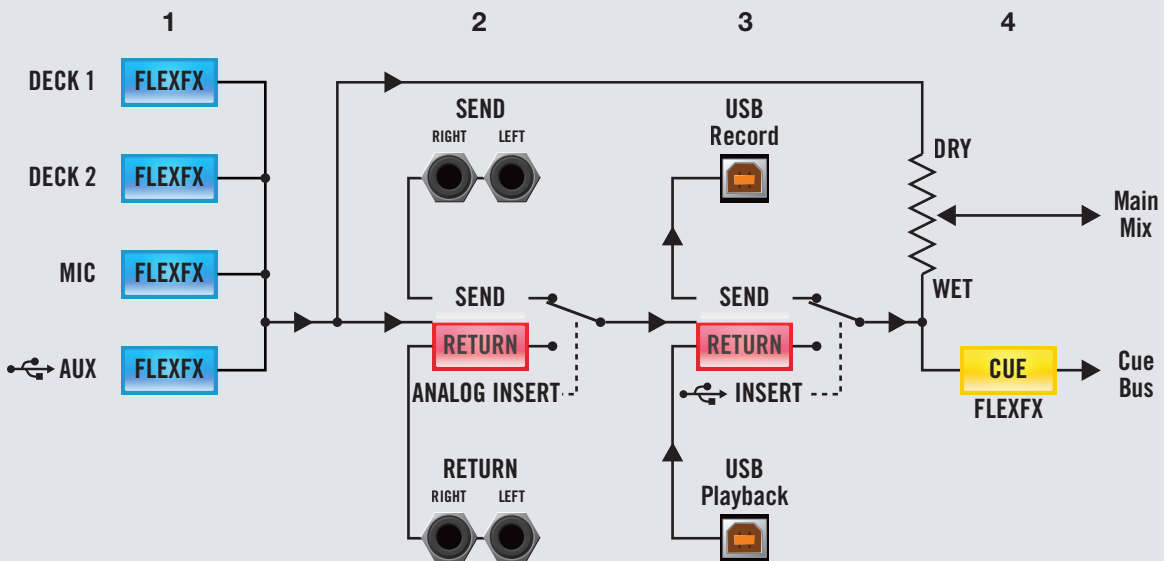 1
2
3
4
DECK 1
FLEXFX
DECK 2
FLEXFX
MIC
FLEXFX
AUX
FLEXFX
SEND
RIGHT LEFT
SEND
RETURN
ANALOG INSERT
RETURN
RIGHT LEFT
USB
Record
SEND
RETURN
INSERT
USB
Playback
DRY
WET
Main
Mix
CUE
FLEXFX
Cue
Bus